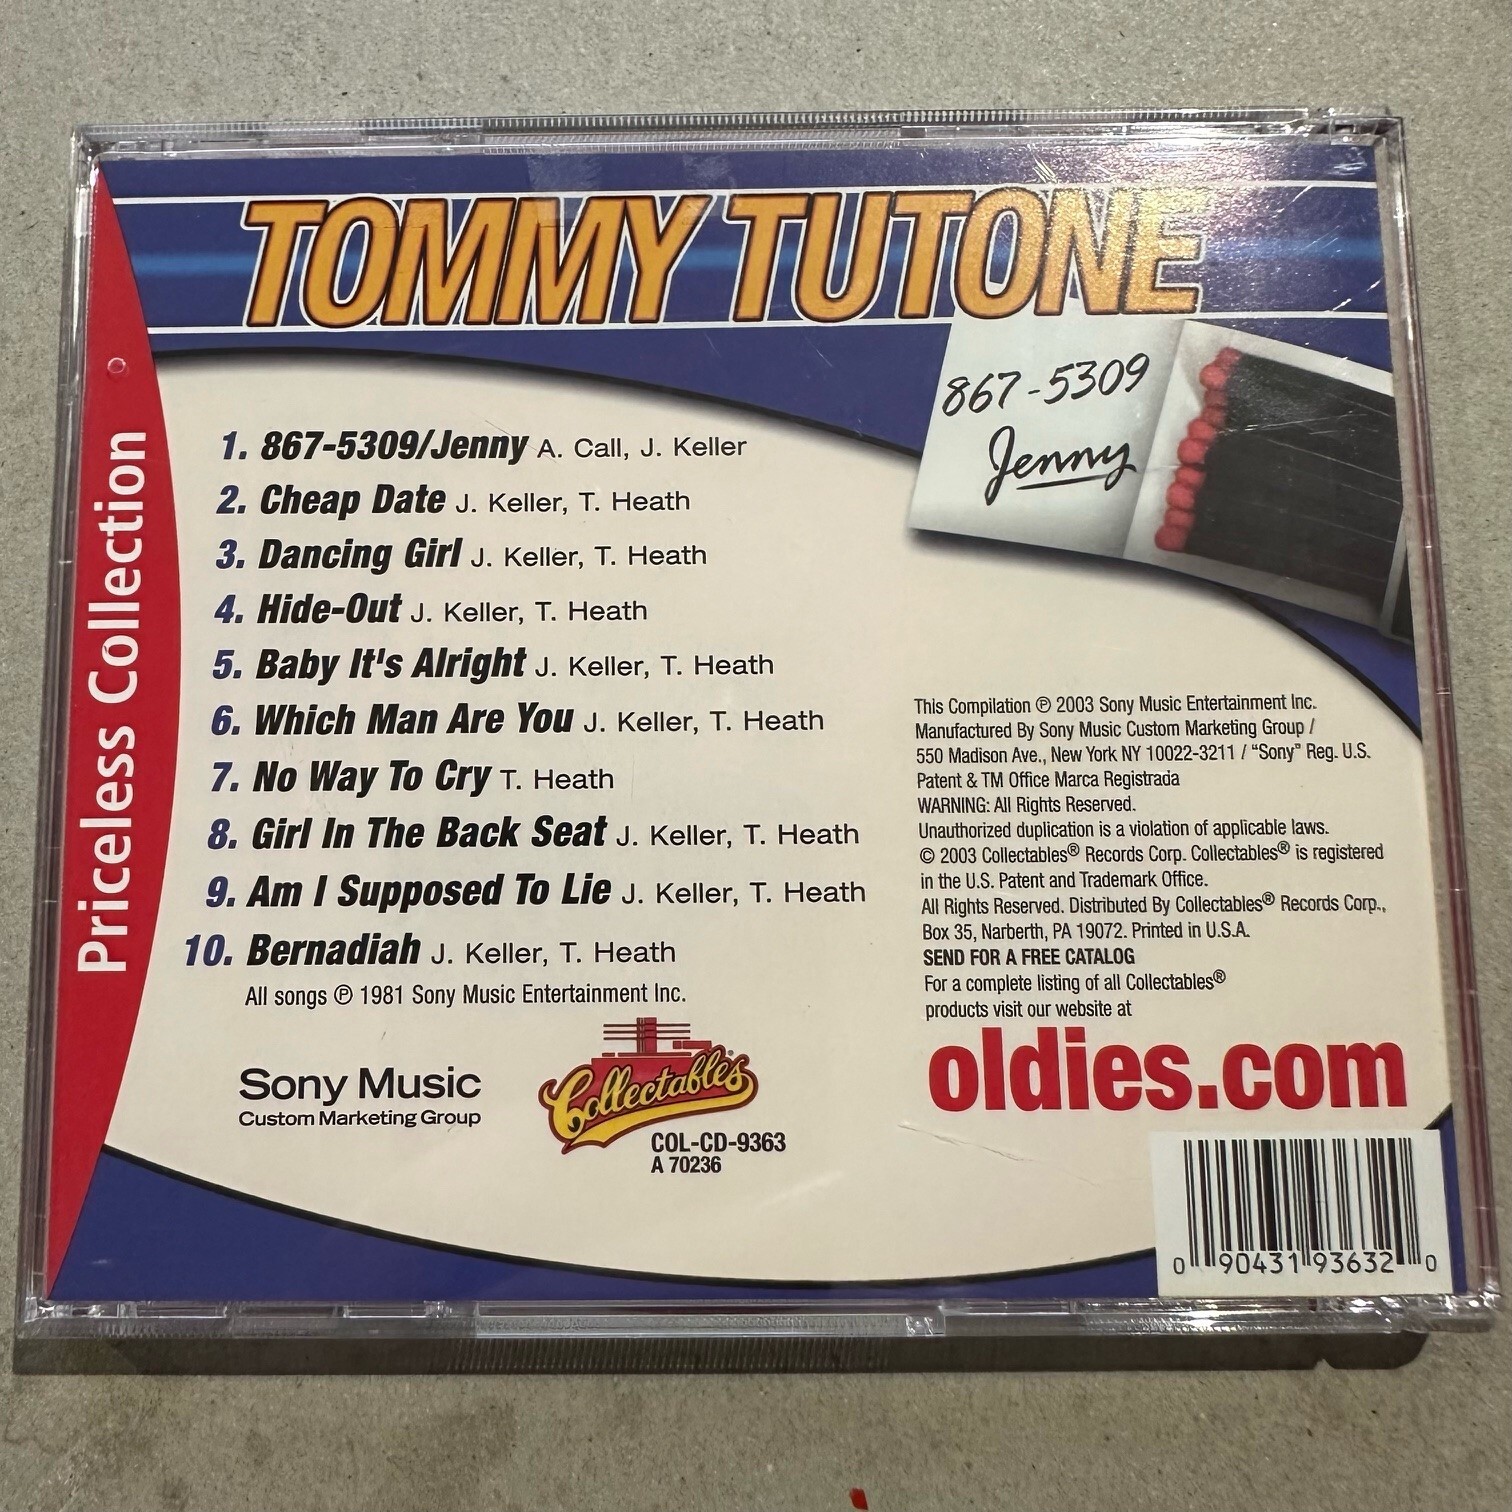 TOMMY TUTONE
867-5309
Jenny
Priceless Collection
1. 867-5309/Jenny A. Call, J. Keller
2. Cheap Date J. Keller, T. Heath
3. Dancing Girl J. Keller, T. Heath
4. Hide-Out J. Keller, T. Heath
5. Baby It's Alright J. Keller, T. Heath
6. Which Man Are You J. Keller, T. Heath
7. No Way To Cry T. Heath
8. Girl In The Back Seat J. Keller, T. Heath
9. Am I Supposed To Lie J. Keller, T. Heath
10. Bernadiah J. Keller, T. Heath
All songs ℗ 1981 Sony Music Entertainment Inc.
Sony Music
Custom Marketing Group
Collectables®
COL-CD-9363
A 70236
This Compilation ℗ 2003 Sony Music Entertainment Inc.
Manufactured By Sony Music Custom Marketing Group /
550 Madison Ave., New York NY 10022-3211 / “Sony” Reg. U.S.
Patent & TM Office Marca Registrada
WARNING: All Rights Reserved.
Unauthorized duplication is a violation of applicable laws.
© 2003 Collectables® Records Corp. Collectables® is registered
in the U.S. Patent and Trademark Office.
All Rights Reserved. Distributed By Collectables® Records Corp.,
Box 35, Narberth, PA 19072. Printed in U.S.A.
SEND FOR A FREE CATALOG
For a complete listing of all Collectables®
products visit our website at
oldies.com
0 90431 93632 0